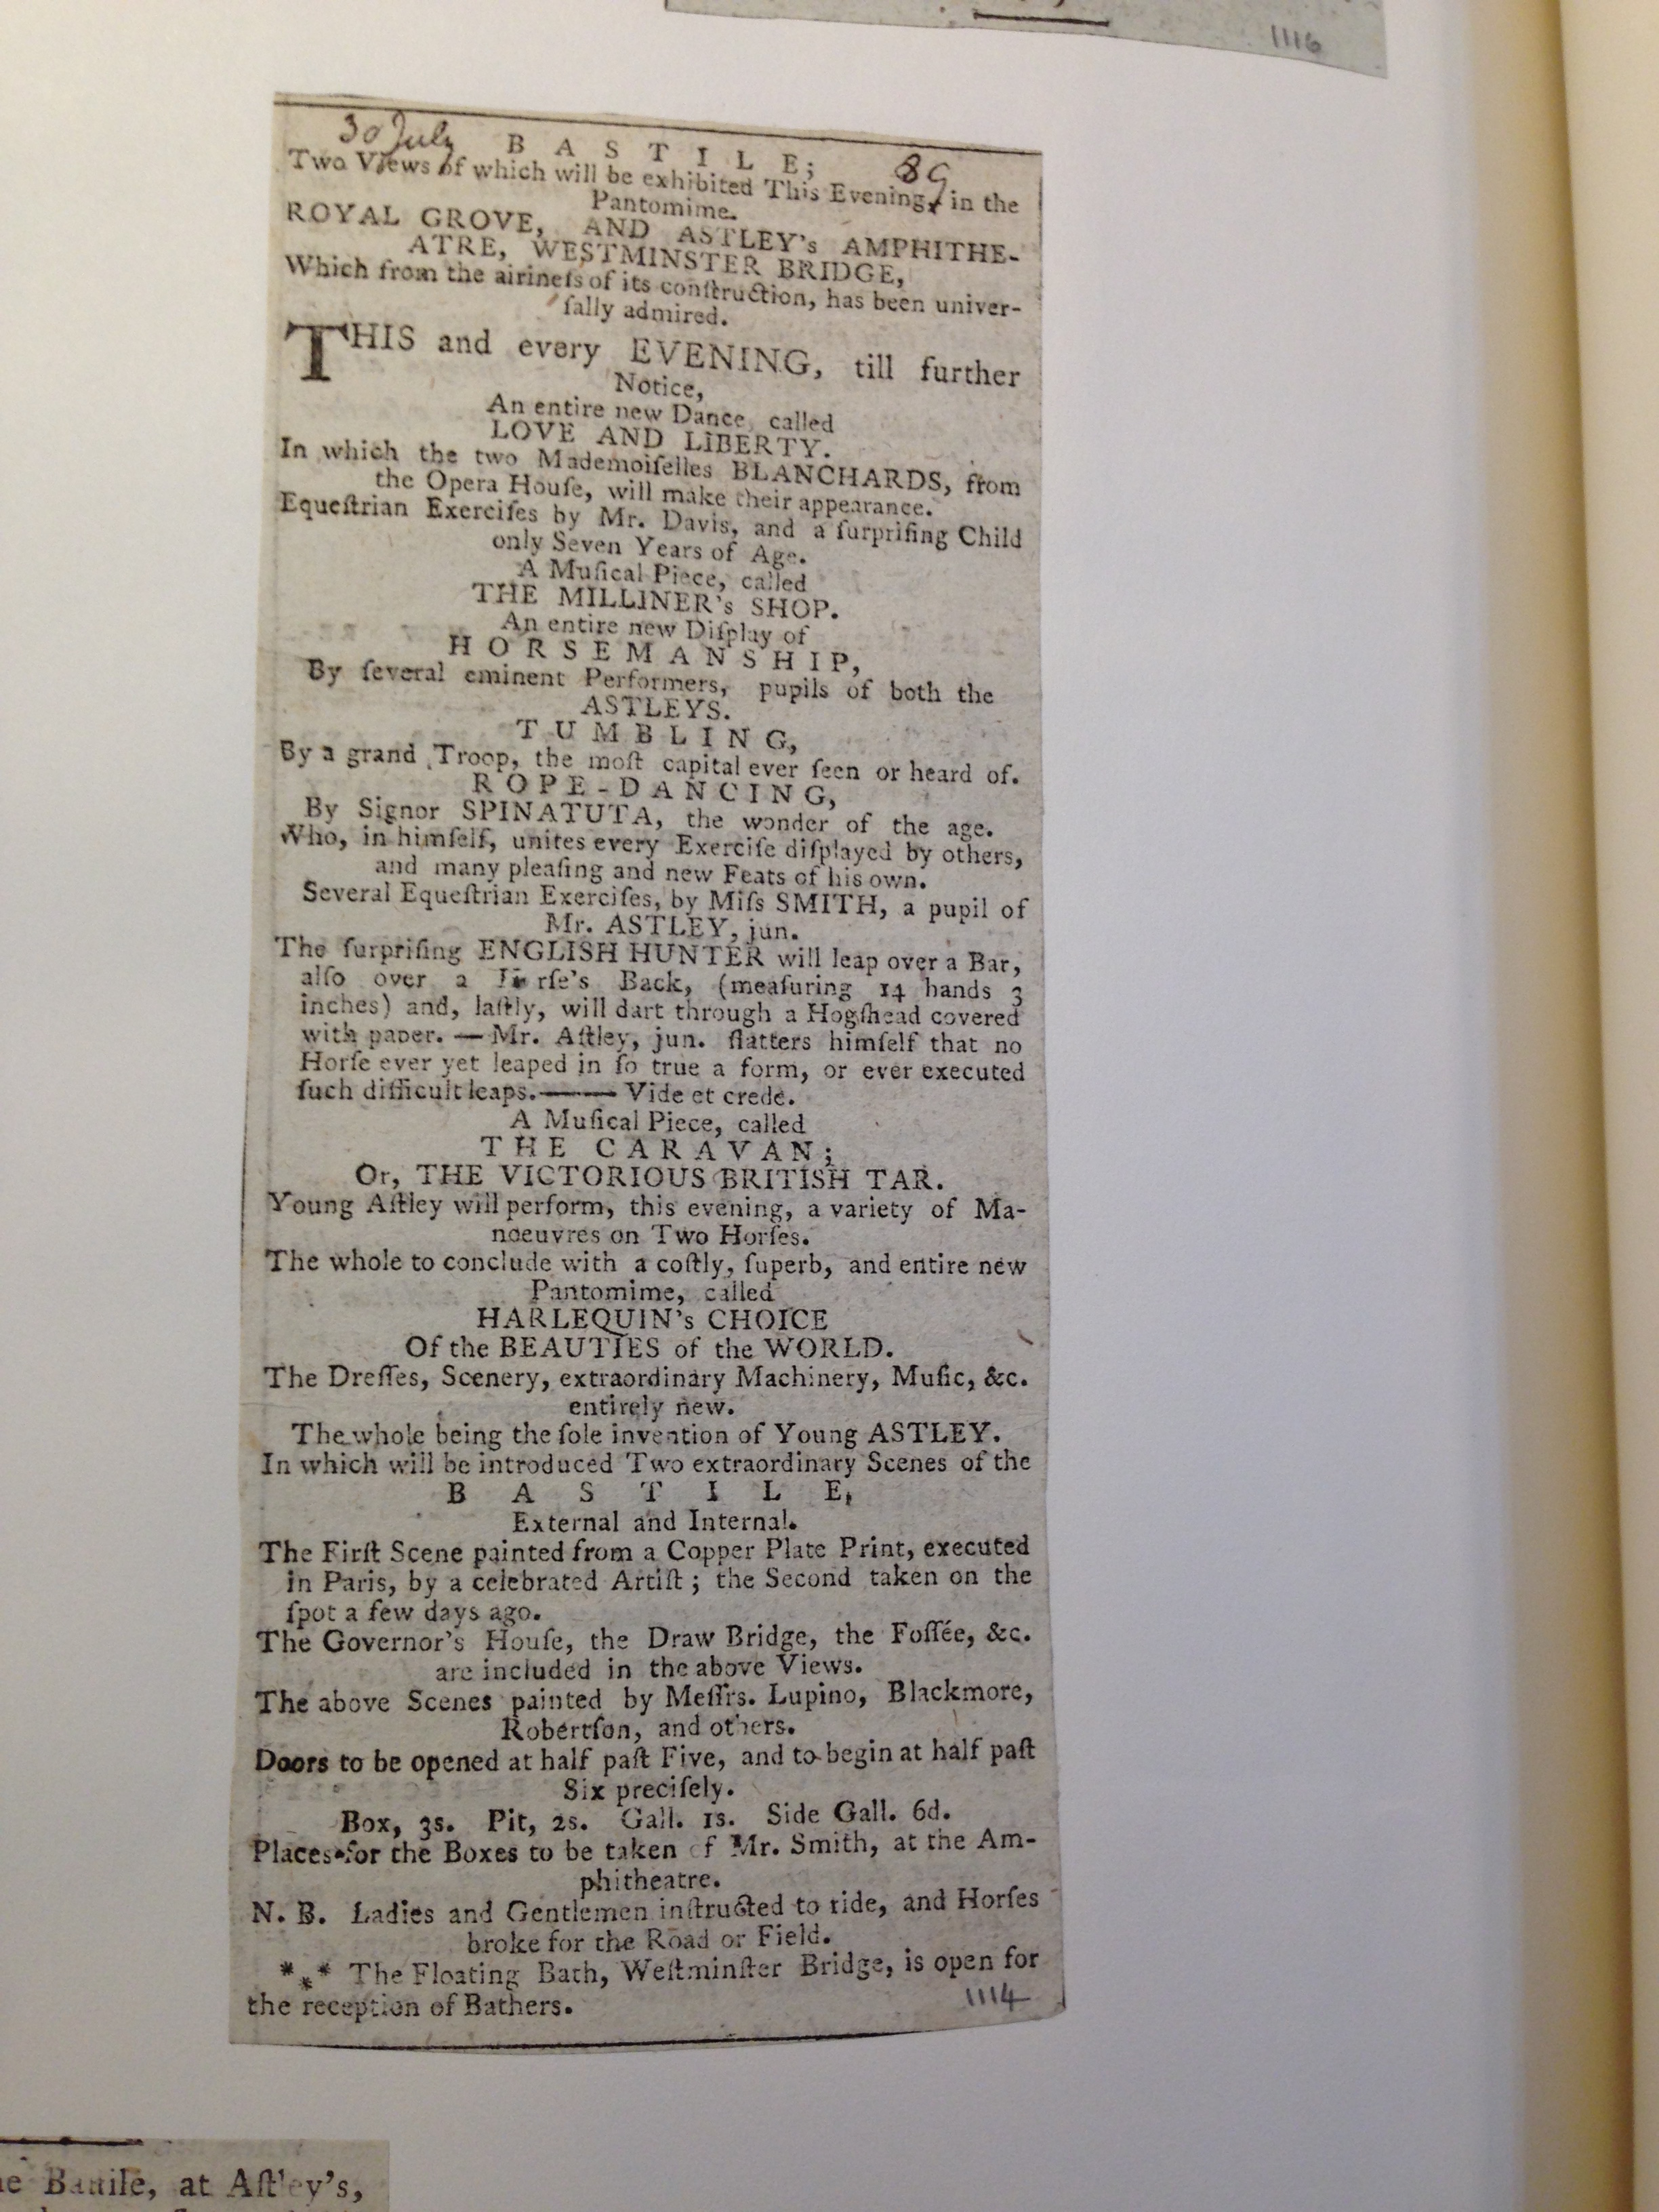 1116
30 July 89
B A S T I L E;
Two Views of which will be exhibited This Evening, in the
Pantomime.
ROYAL GROVE, AND ASTLEY's AMPHITHE-
ATRE, WESTMINSTER BRIDGE,
Which from the airineſs of its conſtruction, has been univer-
ſally admired.
THIS and every EVENING, till further
Notice,
An entire new Dance, called
LOVE AND LIBERTY.
In which the two Mademoiſelles BLANCHARDS, from
the Opera Houſe, will make their appearance.
Equeſtrian Exerciſes by Mr. Davis, and a ſurpriſing Child
only Seven Years of Age.
A Muſical Piece, called
THE MILLINER's SHOP.
An entire new Diſplay of
H O R S E M A N S H I P,
By ſeveral eminent Performers, pupils of both the
ASTLEYS.
T U M B L I N G,
By a grand Troop, the moſt capital ever ſeen or heard of.
R O P E - D A N C I N G,
By Signor SPINATUTA, the wonder of the age.
Who, in himſelf, unites every Exerciſe diſplayed by others,
and many pleaſing and new Feats of his own.
Several Equeſtrian Exerciſes, by Miſs SMITH, a pupil of
Mr. ASTLEY, jun.
The ſurpriſing ENGLISH HUNTER will leap over a Bar,
alſo over a Horſe's Back, (meaſuring 14 hands 3
inches) and, laſtly, will dart through a Hogſhead covered
with paper. — Mr. Aſtley, jun. flatters himſelf that no
Horſe ever yet leaped in ſo true a form, or ever executed
ſuch difficult leaps. —— Vide et crede.
A Muſical Piece, called
T H E C A R A V A N;
Or, THE VICTORIOUS BRITISH TAR.
Young Aſtley will perform, this evening, a variety of Ma-
noeuvres on Two Horſes.
The whole to conclude with a coſtly, ſuperb, and entire new
Pantomime, called
HARLEQUIN's CHOICE
Of the BEAUTIES of the WORLD.
The Dreſſes, Scenery, extraordinary Machinery, Muſic, &c.
entirely new.
The whole being the ſole invention of Young ASTLEY.
In which will be introduced Two extraordinary Scenes of the
B A S T I L E,
External and Internal.
The Firſt Scene painted from a Copper Plate Print, executed
in Paris, by a celebrated Artiſt; the Second taken on the
ſpot a few days ago.
The Governor's Houſe, the Draw Bridge, the Foſſée, &c.
are included in the above Views.
The above Scenes painted by Meſſrs. Lupino, Blackmore,
Robertſon, and others.
Doors to be opened at half paſt Five, and to begin at half paſt
Six preciſely.
Box, 3s. Pit, 2s. Gall. 1s. Side Gall. 6d.
Places for the Boxes to be taken of Mr. Smith, at the Am-
phitheatre.
N. B. Ladies and Gentlemen inſtructed to ride, and Horſes
broke for the Road or Field.
*⁎* The Floating Bath, Weſtminſter Bridge, is open for
the reception of Bathers.
1114
Baſtile, at Aſtley's,